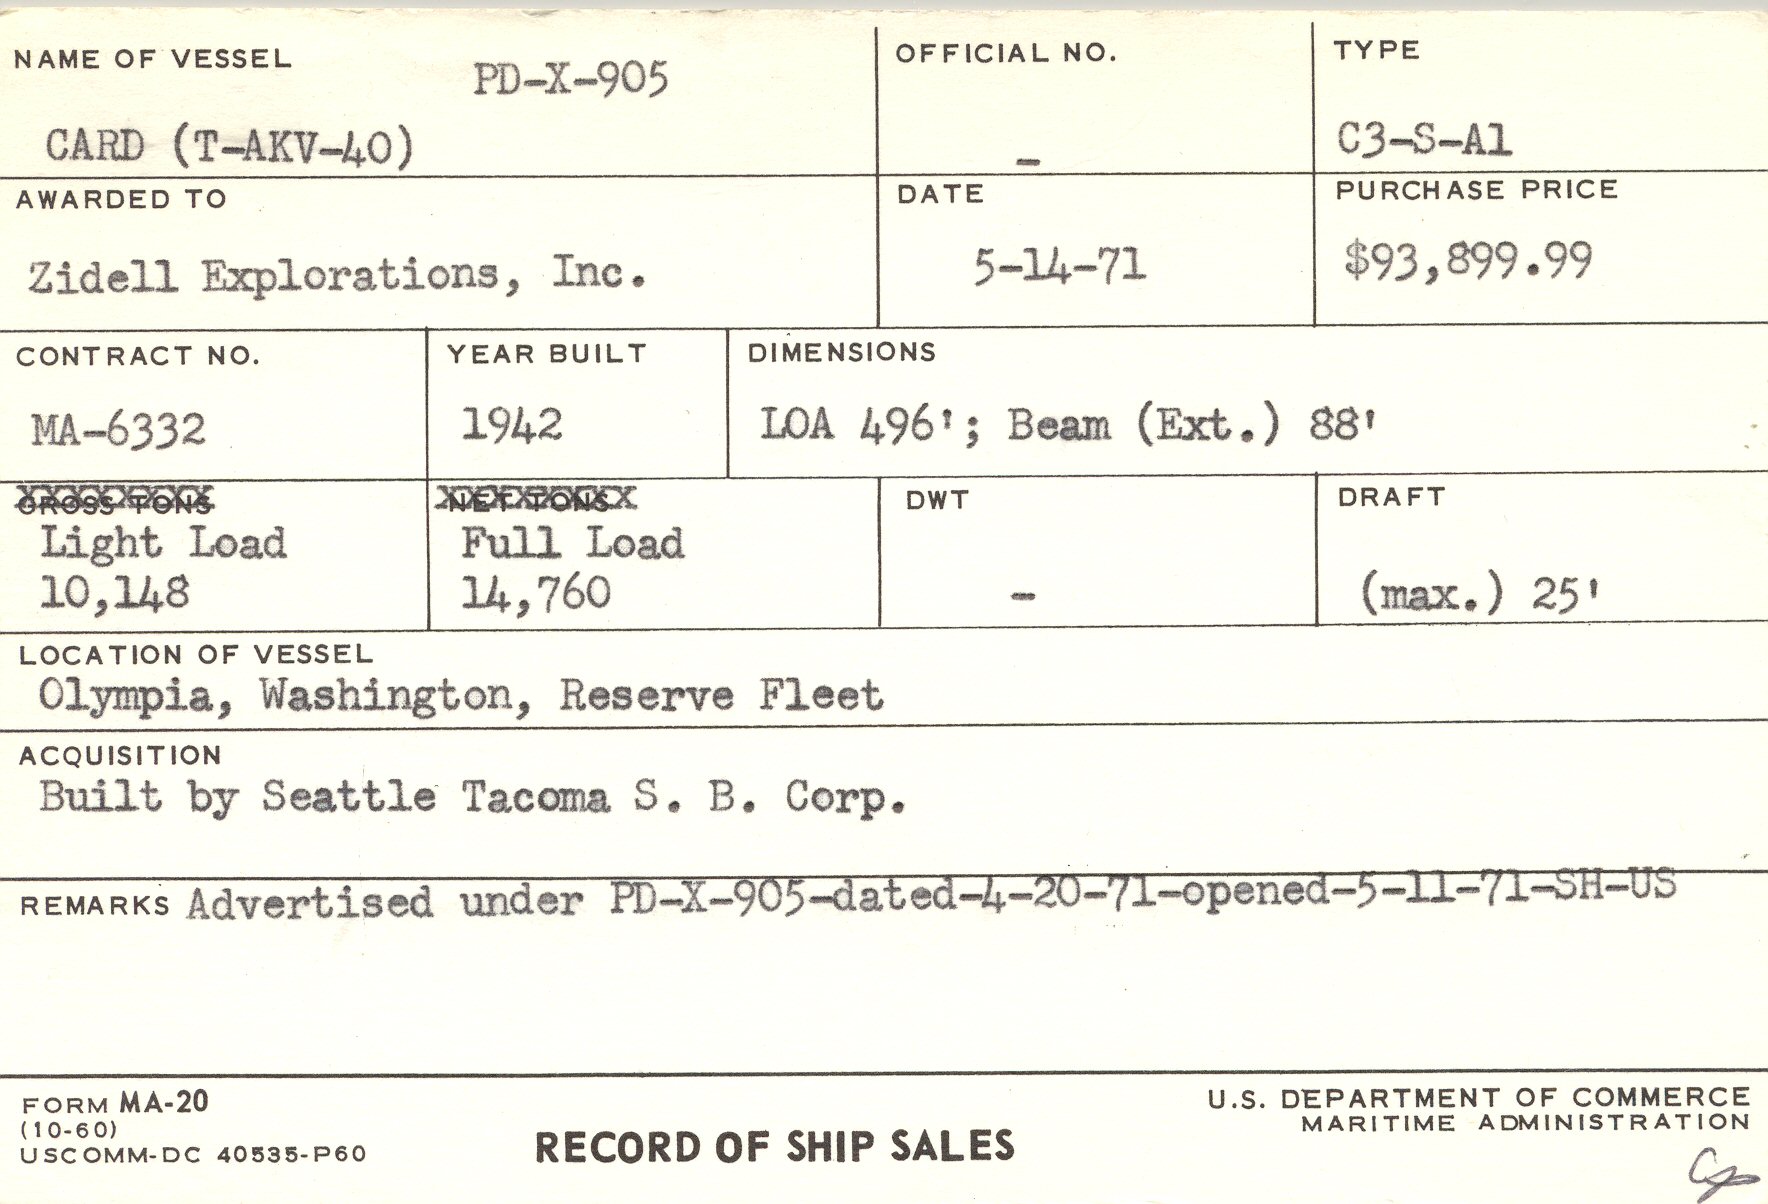 NAME OF VESSEL PD-X-905 OFFICIAL NO. TYPE
CARD (T-AKV-40) - C3-S-A1
AWARDED TO DATE PURCHASE PRICE
Zidell Explorations, Inc. 5-14-71 $93,899.99
CONTRACT NO. YEAR BUILT DIMENSIONS
MA-6332 1942 LOA 496'; Beam (Ext.) 88'
GROSS TONS NET TONS DWT DRAFT
Light Load Full Load
10,148 14,760 - (max.) 25'
LOCATION OF VESSEL
Olympia, Washington, Reserve Fleet
ACQUISITION
Built by Seattle Tacoma S. B. Corp.
REMARKS Advertised under PD-X-905-dated-4-20-71-opened-5-11-71-SH-US
FORM MA-20
(10-60)
USCOMM-DC 40535-P60
RECORD OF SHIP SALES
U.S. DEPARTMENT OF COMMERCE
MARITIME ADMINISTRATION